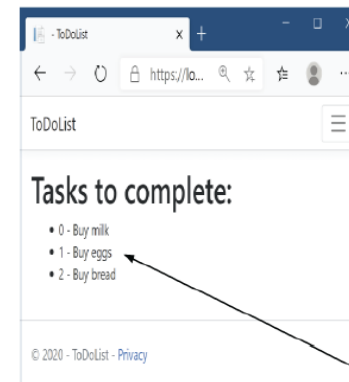 - ToDoList
https://lo...
ToDoList
Tasks to complete:
• 0 - Buy milk
• 1 - Buy eggs
• 2 - Buy bread
© 2020 - ToDoList - Privacy